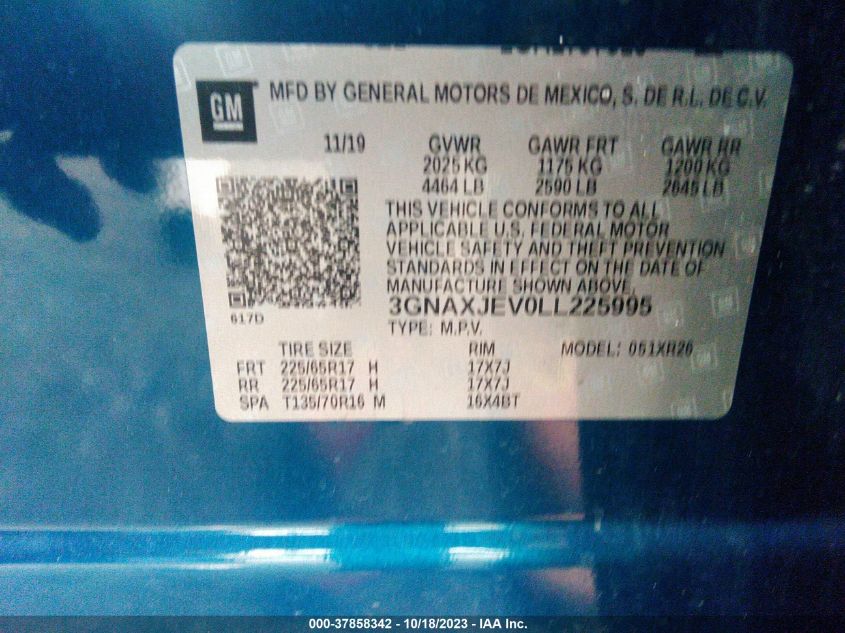 GM
MFD BY GENERAL MOTORS DE MEXICO, S. DE R.L. DE C.V.
11/19 GVWR GAWR FRT GAWR RR
2025 KG 1175 KG 1200 KG
4464 LB 2590 LB 2645 LB
THIS VEHICLE CONFORMS TO ALL
APPLICABLE U.S. FEDERAL MOTOR
VEHICLE SAFETY AND THEFT PREVENTION
STANDARDS IN EFFECT ON THE DATE OF
MANUFACTURE SHOWN ABOVE.
3GNAXJEV0LL225995
617D
TYPE: M.P.V.
TIRE SIZE RIM MODEL: 051XR26
FRT 225/65R17 H 17X7J
RR 225/65R17 H 17X7J
SPA T135/70R16 M 16X4BT
000-37858342 - 10/18/2023 - IAA Inc.